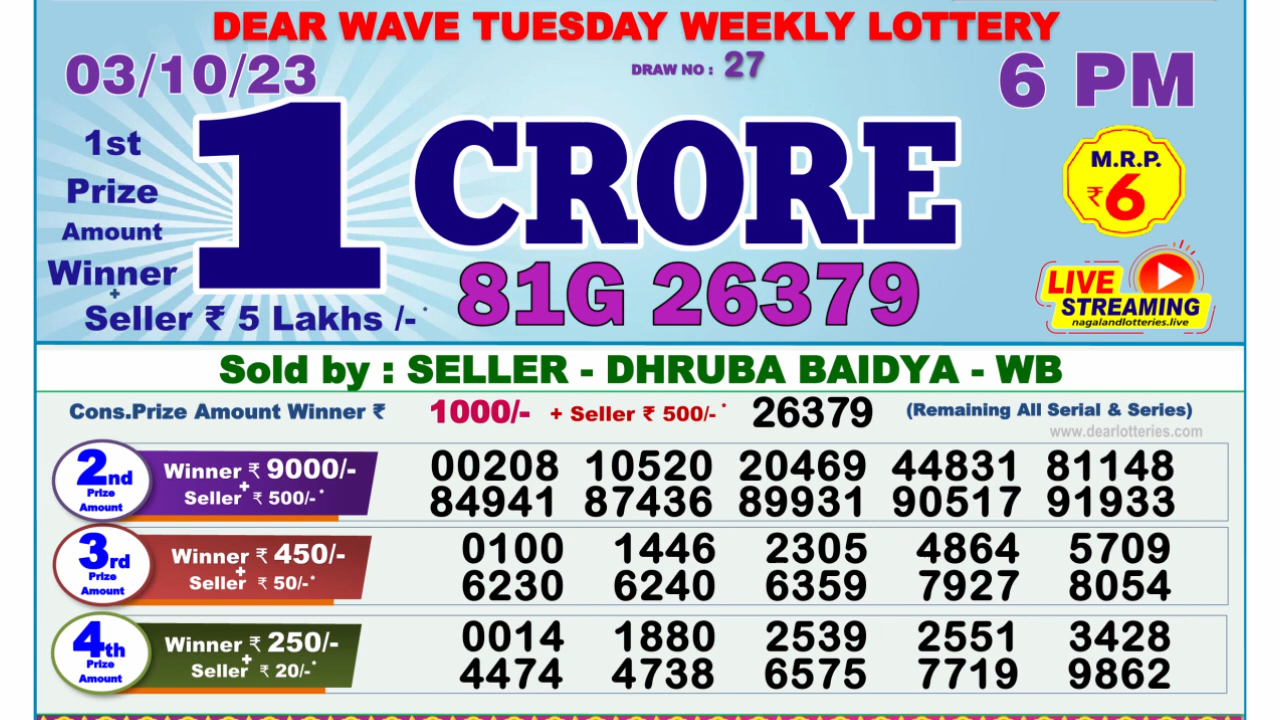 DEAR WAVE TUESDAY WEEKLY LOTTERY
03/10/23
DRAW NO : 27
6 PM
1st
Prize
Amount
Winner
+
Seller ₹ 5 Lakhs /- *
1 CRORE
81G 26379
M.R.P.
₹ 6
LIVE
STREAMING
nagalandlotteries.live
Sold by : SELLER - DHRUBA BAIDYA - WB
Cons.Prize Amount Winner ₹ 1000/- + Seller ₹ 500/- * 26379 (Remaining All Serial & Series)
www.dearlotteries.com
2nd
Prize
Amount
Winner ₹ 9000/-
+
Seller ₹ 500/- *
00208 10520 20469 44831 81148
84941 87436 89931 90517 91933
3rd
Prize
Amount
Winner ₹ 450/-
+
Seller ₹ 50/- *
0100 1446 2305 4864 5709
6230 6240 6359 7927 8054
4th
Prize
Amount
Winner ₹ 250/-
+
Seller ₹ 20/- *
0014 1880 2539 2551 3428
4474 4738 6575 7719 9862